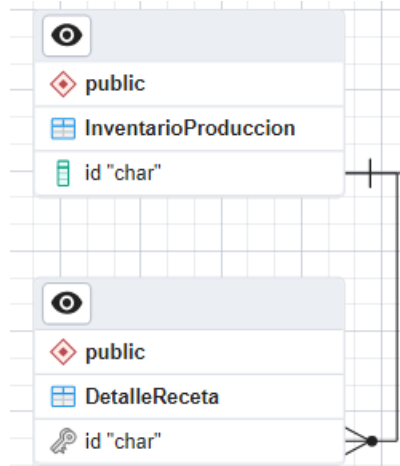 public
InventarioProduccion
id "char"
public
DetalleReceta
id "char"